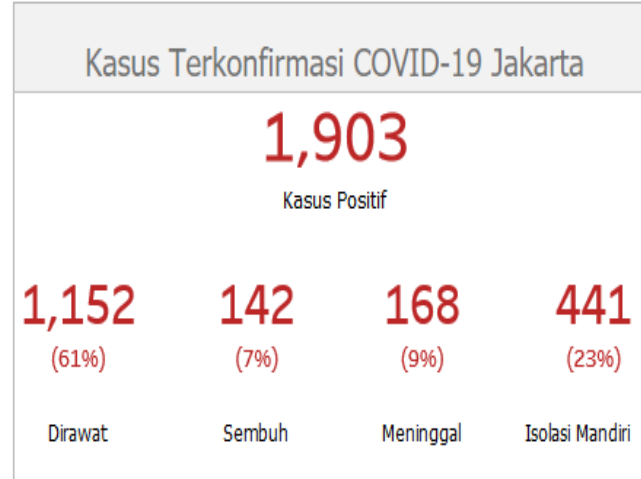 Kasus Terkonfirmasi COVID-19 Jakarta
1,903
Kasus Positif
1,152 142 168 441
(61%) (7%) (9%) (23%)
Dirawat Sembuh Meninggal Isolasi Mandiri